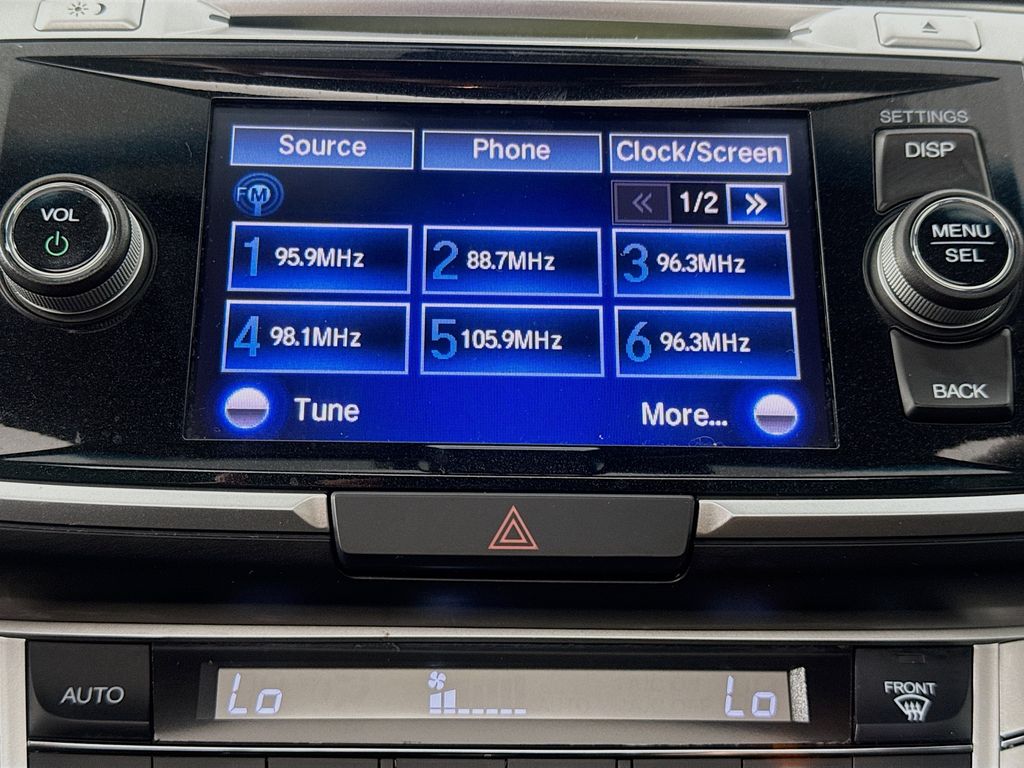 SETTINGS
Source Phone Clock/Screen
DISP
FM
« 1/2 »
VOL
MENU
SEL
1 95.9MHz 2 88.7MHz 3 96.3MHz
4 98.1MHz 5 105.9MHz 6 96.3MHz
BACK
Tune More...
AUTO
Lo Lo
FRONT